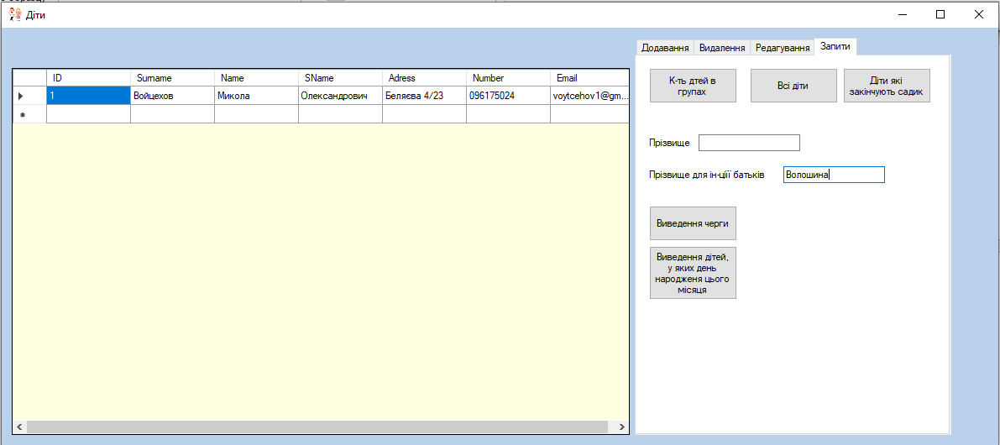 Діти
Додавання Видалення Редагування Запити
ID Surname Name SName Adress Number Email
1 Войцехов Микола Олександрович Беляєва 4/23 096175024 voytcehov1@gm...
К-ть дтей в
групах
Всі діти
Діти які
закінчують садик
Прізвище
Прізвище для ін-ціїї батьків Волошина
Виведення черги
Виведення дітей,
у яких день
народженя цього
місяця